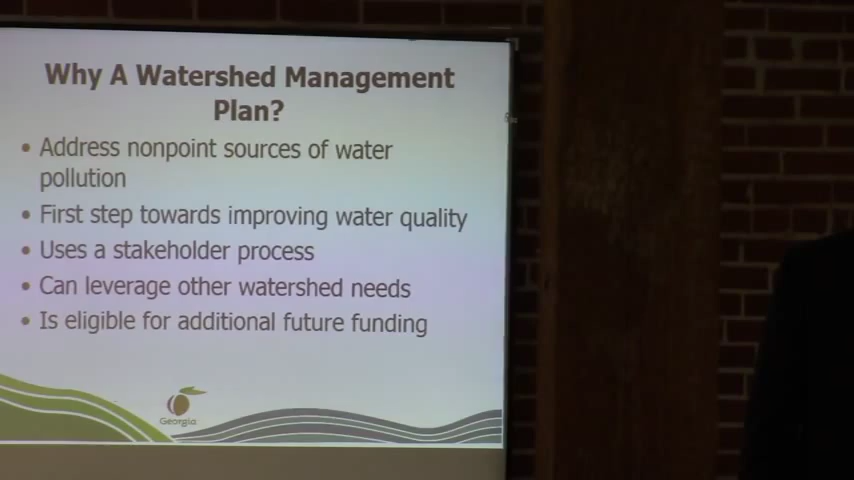 Why A Watershed Management
Plan?
• Address nonpoint sources of water
pollution
• First step towards improving water quality
• Uses a stakeholder process
• Can leverage other watershed needs
• Is eligible for additional future funding
Georgia